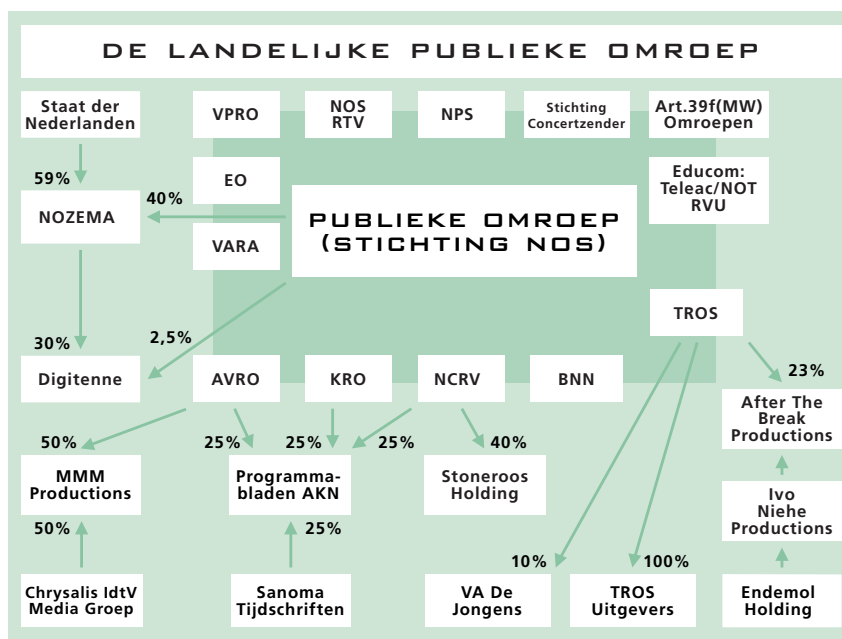 DE LANDELIJKE PUBLIEKE OMROEP
Staat der
Nederlanden
VPRO
NOS
RTV
NPS
Stichting
Concertzender
Art.39f(MW)
Omroepen
59%
40%
EO
Educom:
Teleac/NOT
RVU
NOZEMA
VARA
PUBLIEKE OMROEP
(STICHTING NOS)
TROS
30%
2,5%
23%
Digitenne
AVRO
KRO
NCRV
BNN
After The
Break
Productions
50%
25%
25%
25%
40%
MMM
Productions
Programma-
bladen AKN
Stoneroos
Holding
Ivo
Niehe
Productions
50%
25%
10%
100%
Chrysalis IdtV
Media Groep
Sanoma
Tijdschriften
VA De
Jongens
TROS
Uitgevers
Endemol
Holding